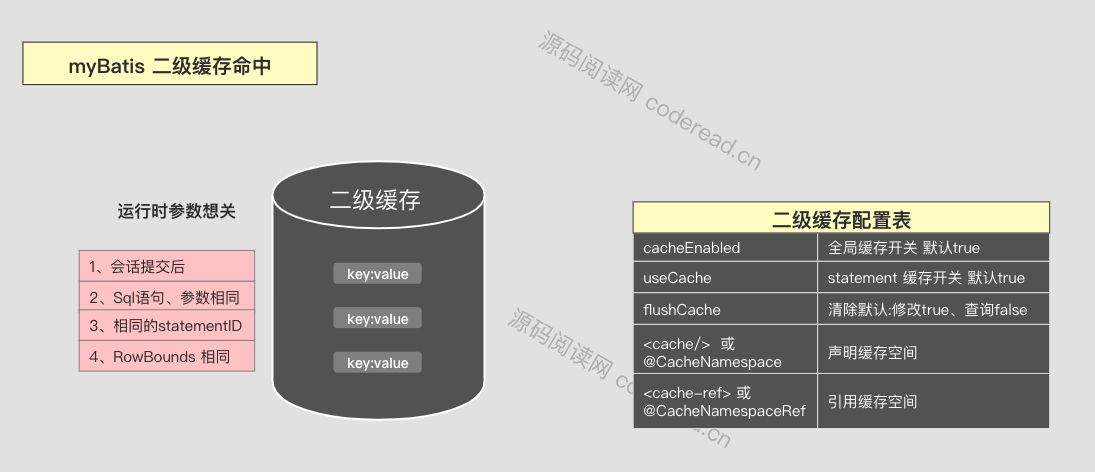 myBatis 二级缓存命中
源码阅读网 coderead.cn
运行时参数想关
1、会话提交后
2、Sql语句、参数相同
3、相同的statementID
4、RowBounds 相同
二级缓存
key:value
key:value
key:value
二级缓存配置表
cacheEnabled 全局缓存开关 默认true
useCache statement 缓存开关 默认true
flushCache 清除默认:修改true、查询false
<cache/> 或
@CacheNamespace
声明缓存空间
<cache-ref> 或
@CacheNamespaceRef
引用缓存空间
源码阅读网 co
d.cn